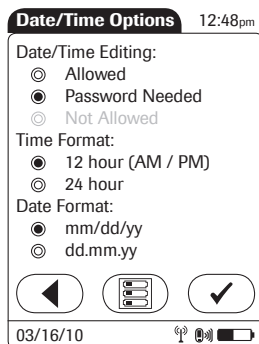 Date/Time Options 12:48pm
Date/Time Editing:
Allowed
Password Needed
Not Allowed
Time Format:
12 hour (AM / PM)
24 hour
Date Format:
mm/dd/yy
dd.mm.yy
03/16/10